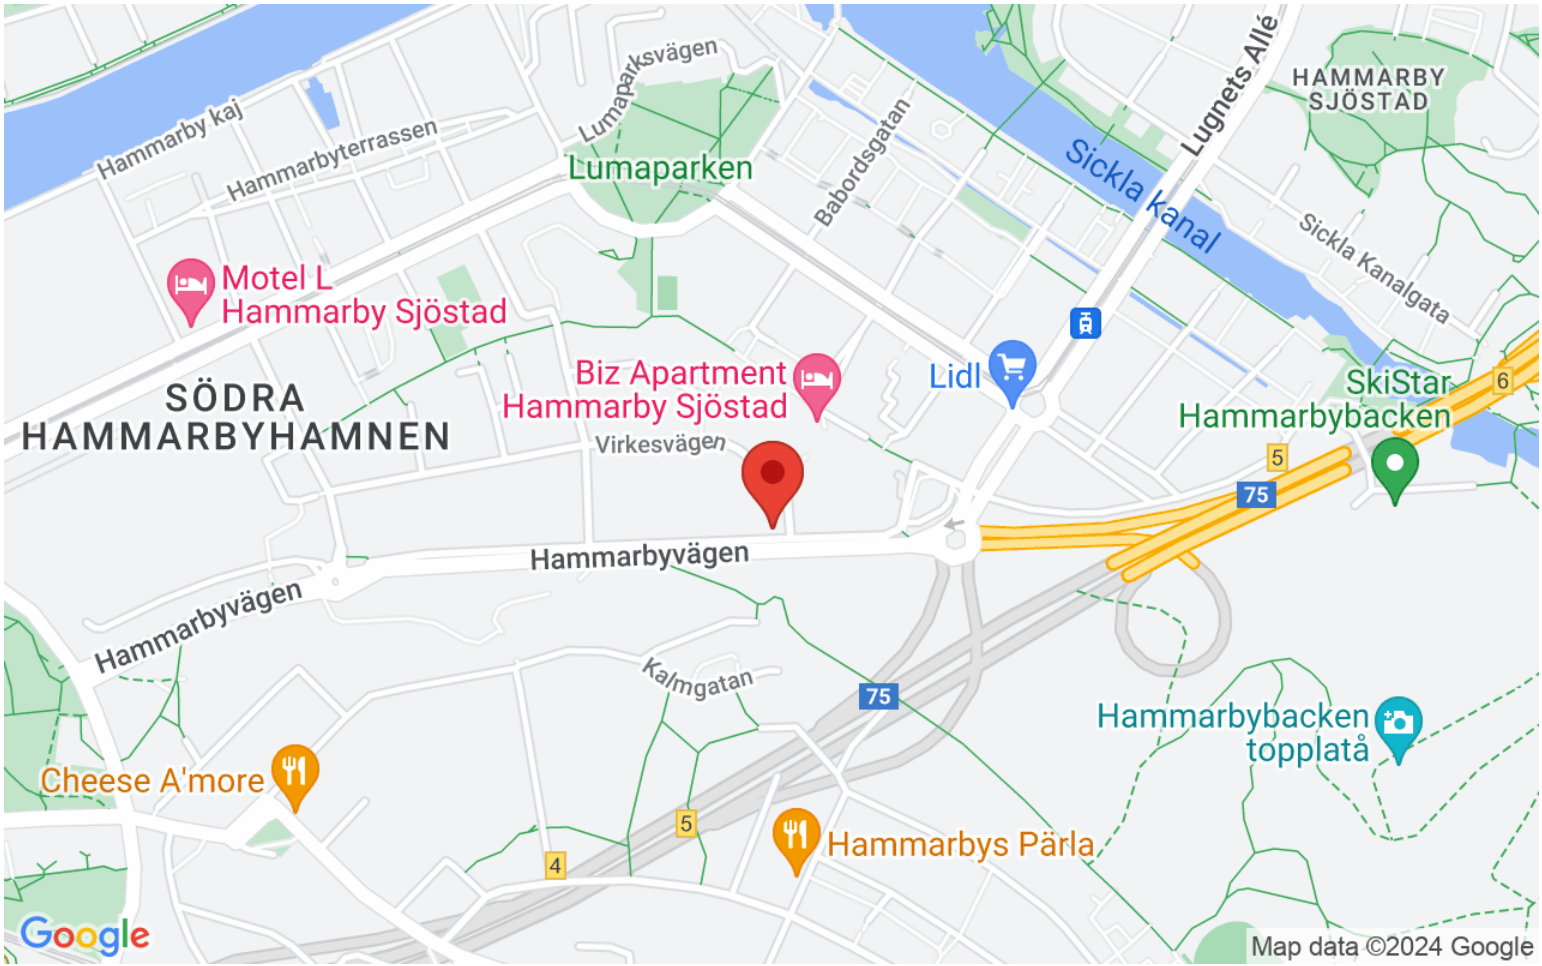 Lumaparksvägen
Lugnets Allé
HAMMARBY
SJÖSTAD
Hammarby kaj
Hammarbyterrassen
Lumaparksvägen
Babordsgatan
Sickla kanal
Lumaparken
Sickla Kanalgata
Motel L
Hammarby Sjöstad
Biz Apartment
Hammarby Sjöstad
Lidl
6
SkiStar
Hammarbybacken
SÖDRA
HAMMARBYHAMNEN
Virkesvägen
5
75
Hammarbyvägen
Hammarbyvägen
Kalmgatan
75
Hammarbybacken
topplatå
Cheese A'more
5
Hammarbys Pärla
4
Google
Map data ©2024 Google